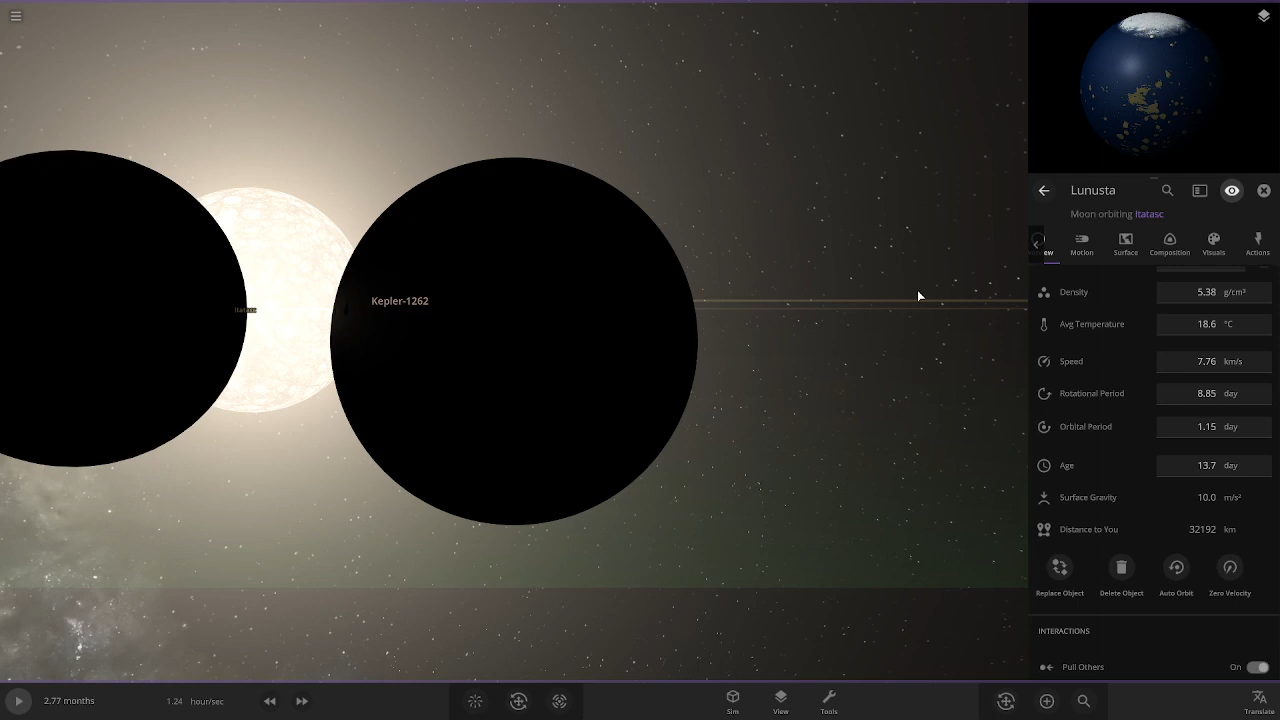 Lunusta
Moon orbiting Itatasc
Motion
Surface
Composition
Visuals
Actions
Kepler-1262
Density 5.38 g/cm³
Avg Temperature 18.6 °C
Speed 7.76 km/s
Rotational Period 8.85 day
Orbital Period 1.15 day
Age 13.7 day
Surface Gravity 10.0 m/s²
Distance to You 32192 km
Replace Object
Delete Object
Auto Orbit
Zero Velocity
INTERACTIONS
Pull Others On
2.77 months
1.24 hour/sec
Sim
View
Tools
Translate